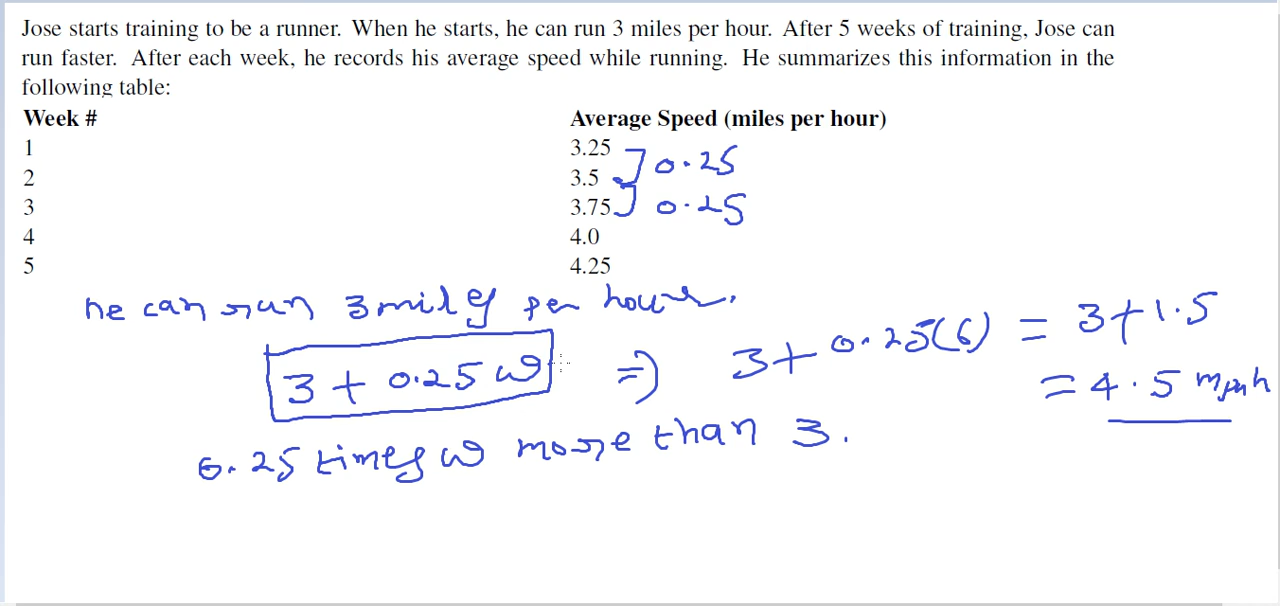 Jose starts training to be a runner. When he starts, he can run 3 miles per hour. After 5 weeks of training, Jose can
run faster. After each week, he records his average speed while running. He summarizes this information in the
following table:
Week # Average Speed (miles per hour)
1 3.25
2 3.5
3 3.75
4 4.0
5 4.25
0.25
0.25
he can run 3 miles per hour.
3 + 0.25 w ⇒ 3 + 0.25(6) = 3+1.5
= 4.5 mph
0.25 times w more than 3.